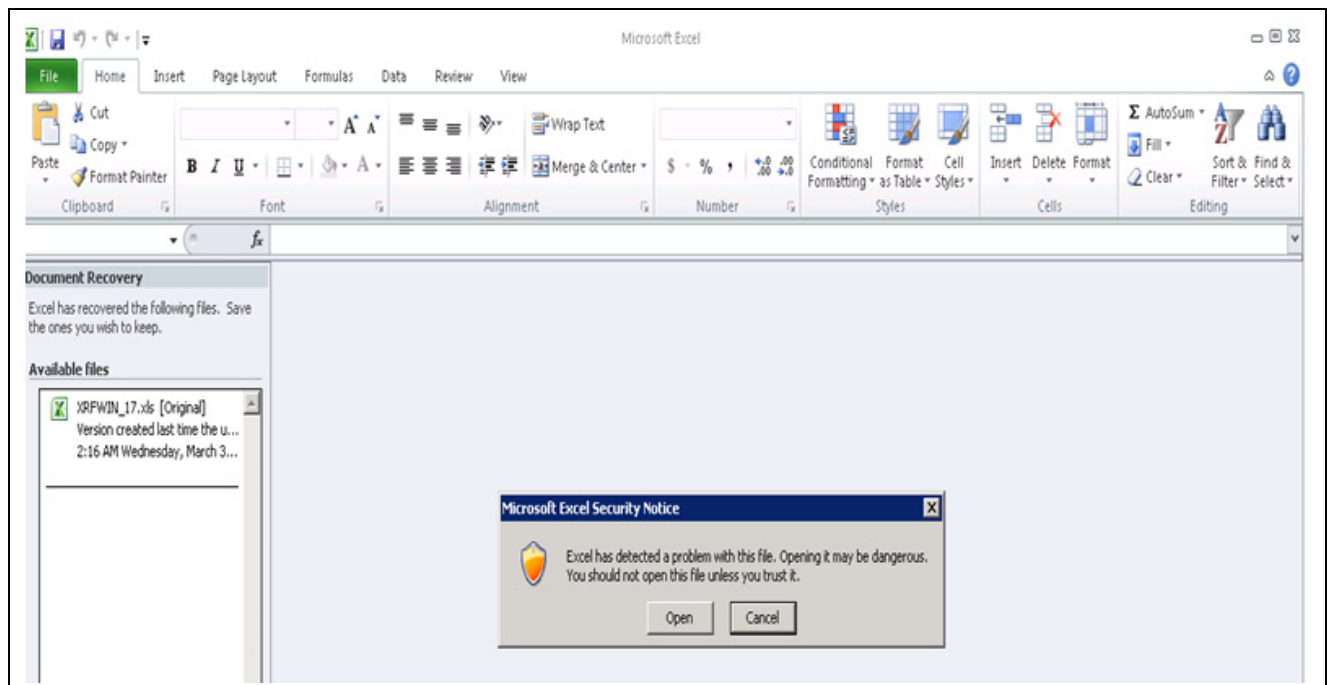 Microsoft Excel
File Home Insert Page Layout Formulas Data Review View
Cut
Copy
Format Painter
Paste
Clipboard
B I U
A A
A
Font
Wrap Text
Merge & Center
Alignment
$ % ,
.0 .00
.00 .0
Number
Conditional Formatting
Format as Table
Cell Styles
Styles
Insert Delete Format
Cells
Σ AutoSum
Fill
Clear
Sort & Filter
Find & Select
Editing
fx
Document Recovery
Excel has recovered the following files. Save
the ones you wish to keep.
Available files
XRFWIN_17.xls [Original]
Version created last time the u...
2:16 AM Wednesday, March 3...
Microsoft Excel Security Notice
Excel has detected a problem with this file. Opening it may be dangerous.
You should not open this file unless you trust it.
Open Cancel